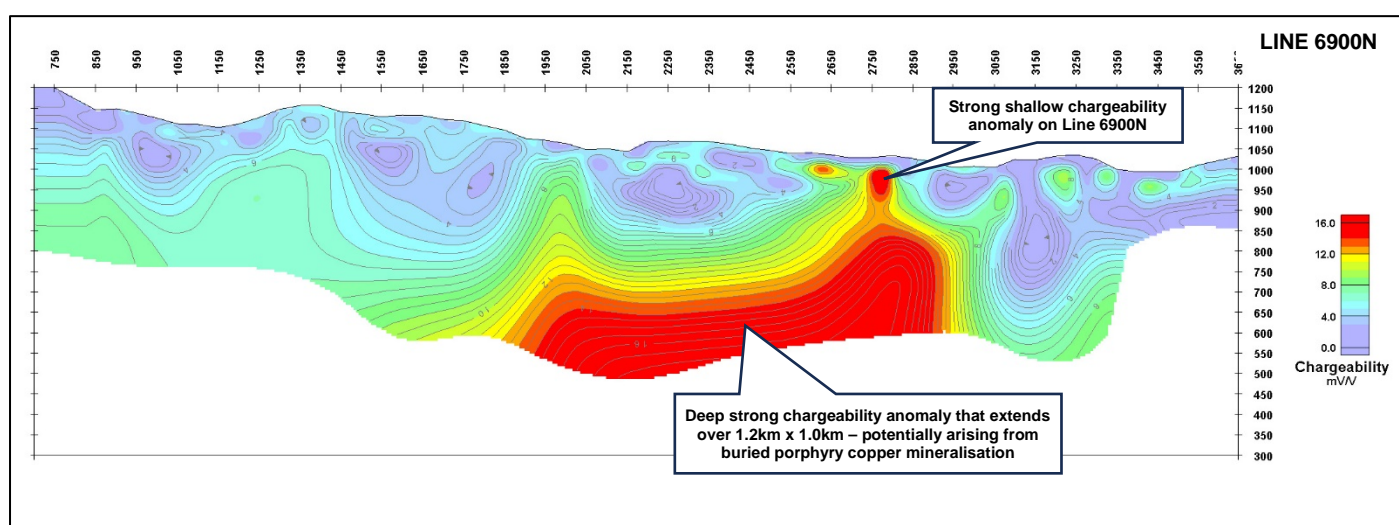 LINE 6900N
750 850 950 1050 1150 1250 1350 1450 1550 1650 1750 1850 1950 2050 2150 2250 2350 2450 2550 2650 2750 2850 2950 3050 3150 3250 3350 3450 3550
Strong shallow chargeability
anomaly on Line 6900N
1200
1150
1100
1050
1000
950
900
850
800
750
700
650
600
550
500
450
400
350
300
16.0
12.0
8.0
4.0
0.0
Chargeability
mV/V
Deep strong chargeability anomaly that extends
over 1.2km x 1.0km – potentially arising from
buried porphyry copper mineralisation